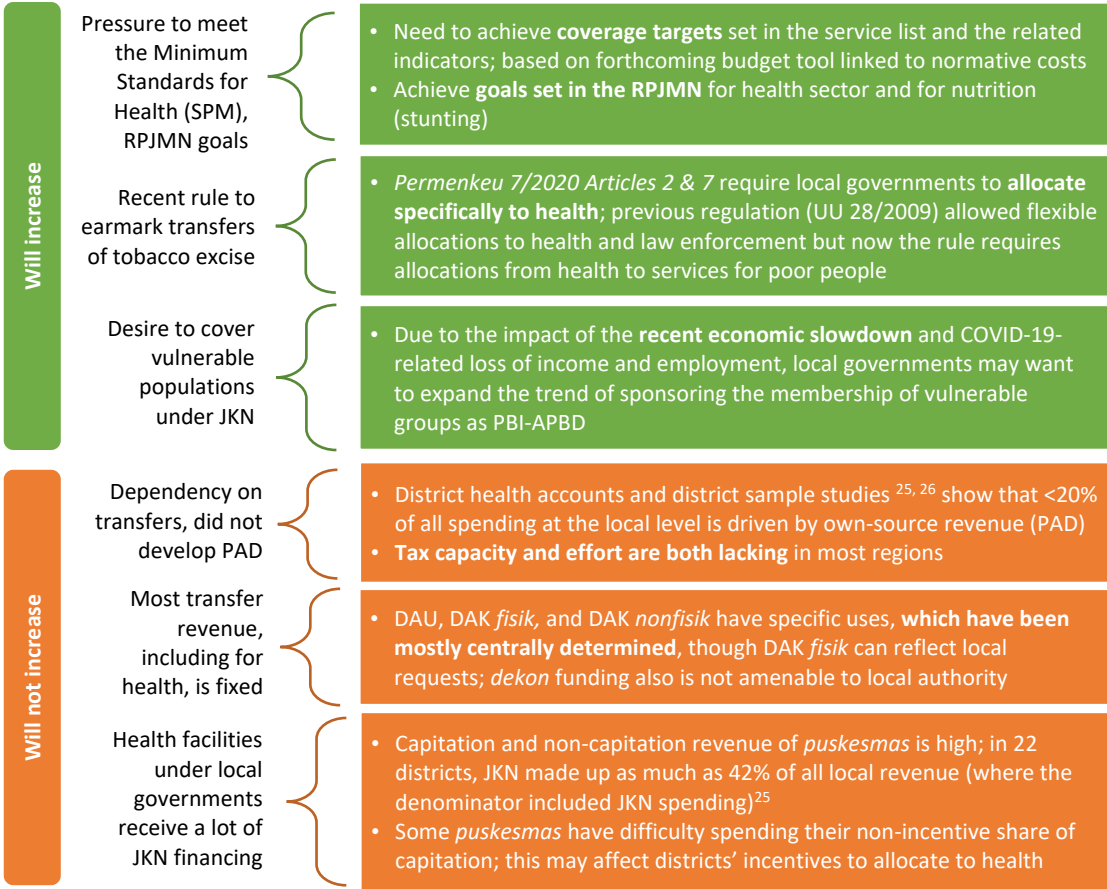 Will increase
Pressure to meet
the Minimum
Standards for
Health (SPM),
RPJMN goals
• Need to achieve coverage targets set in the service list and the related
indicators; based on forthcoming budget tool linked to normative costs
• Achieve goals set in the RPJMN for health sector and for nutrition
(stunting)
Recent rule to
earmark transfers
of tobacco excise
• Permenkeu 7/2020 Articles 2 & 7 require local governments to allocate
specifically to health; previous regulation (UU 28/2009) allowed flexible
allocations to health and law enforcement but now the rule requires
allocations from health to services for poor people
Desire to cover
vulnerable
populations
under JKN
• Due to the impact of the recent economic slowdown and COVID-19-
related loss of income and employment, local governments may want
to expand the trend of sponsoring the membership of vulnerable
groups as PBI-APBD
Will not increase
Dependency on
transfers, did not
develop PAD
• District health accounts and district sample studies 25, 26 show that <20%
of all spending at the local level is driven by own-source revenue (PAD)
• Tax capacity and effort are both lacking in most regions
Most transfer
revenue,
including for
health, is fixed
• DAU, DAK fisik, and DAK nonfisik have specific uses, which have been
mostly centrally determined, though DAK fisik can reflect local
requests; dekon funding also is not amenable to local authority
Health facilities
under local
governments
receive a lot of
JKN financing
• Capitation and non-capitation revenue of puskesmas is high; in 22
districts, JKN made up as much as 42% of all local revenue (where the
denominator included JKN spending)25
• Some puskesmas have difficulty spending their non-incentive share of
capitation; this may affect districts' incentives to allocate to health